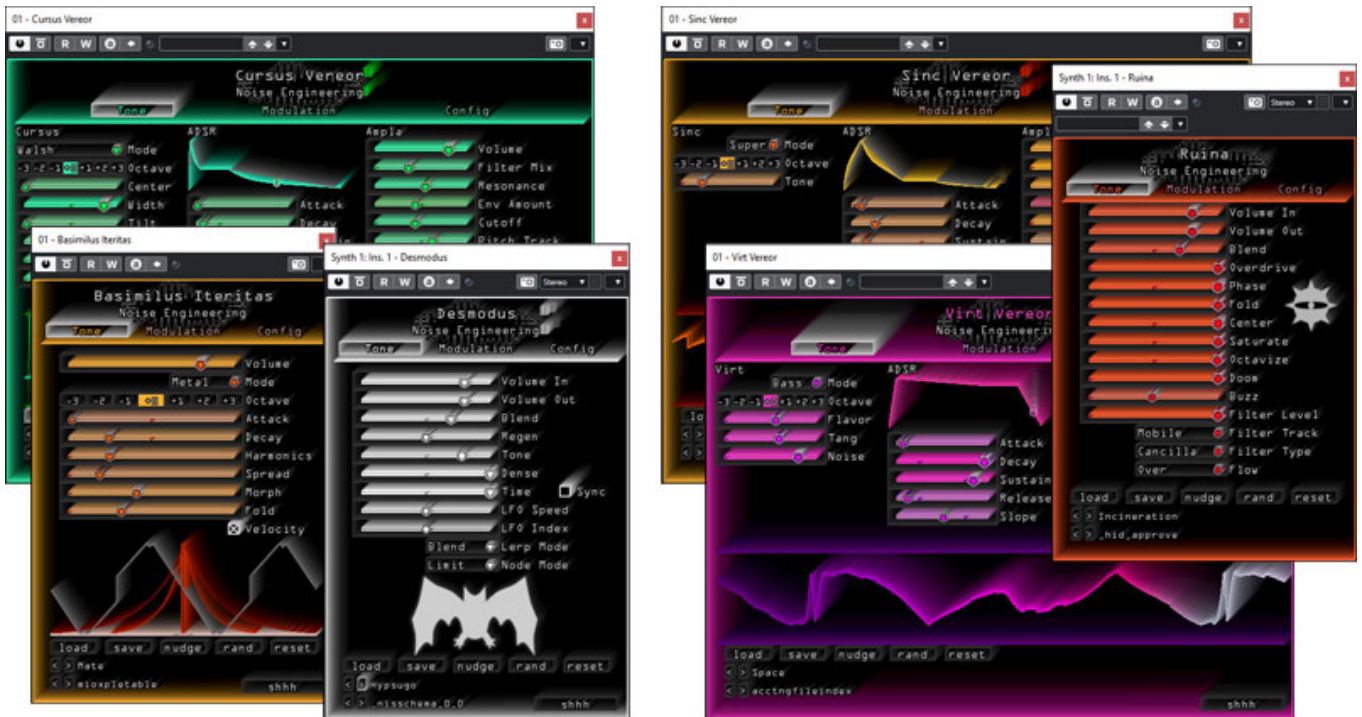 01 - Cursus Vereor
x
R W
Cursus Vereor
Noise Engineering
Tone Modulation Config
Cursus ADSR Ampla
Walsh Mode Volume
-3 -2 -1 +1 +2 +3 Octave Filter Mix
Center Resonance
Width Attack Env Amount
Tilt Decay Cutoff
Pitch Track
01 - Basimilus Iteritas
x
R W
Basimilus Iteritas
Noise Engineering
Tone Modulation Config
Volume
Metal Mode
-3 -2 -1 +1 +2 +3 Octave
Attack
Decay
Harmonics
Spread
Morph
Fold
Velocity
load save nudge rand reset
< > Mate
< > mioxpletable
shhh
Synth 1: Ins. 1 - Desmodus
x
R W Stereo
Desmodus
Noise Engineering
Tone Modulation Config
Volume In
Volume Out
Blend
Regen
Tone
Dense
Time Sync
LFO Speed
LFO Index
Blend Lerp Mode
Limit Node Mode
load save nudge rand reset
< > Hypsugo
< > _misschema_0_0
shhh
01 - Sinc Vereor
x
R W
Sinc Vereor
Noise Engineering
Tone Modulation
Sinc ADSR
Super Mode
-3 -2 -1 +1 +2 +3 Octave
Tone
Attack
Decay
Sustain
Synth 1: Ins. 1 - Ruina
x
R W Stereo
Ruina
Noise Engineering
Tone Modulation Config
Volume In
Volume Out
Blend
Overdrive
Phase
Fold
Center
Saturate
Octavize
Doom
Buzz
Filter Level
Mobile Filter Track
Cancilla Filter Type
Over Flow
load save nudge rand reset
< > Incineration
< > _hid_approve
01 - Virt Vereor
R W
Virt Vereor
Noise Engineering
Tone Modulation
Virt ADSR
Bass Mode
-3 -2 -1 +1 +2 +3 Octave
Flavor
Tang
Noise
Attack
Decay
Sustain
Release
Slope
load save nudge rand reset
< > Space
< > acctngfileindex
shhh